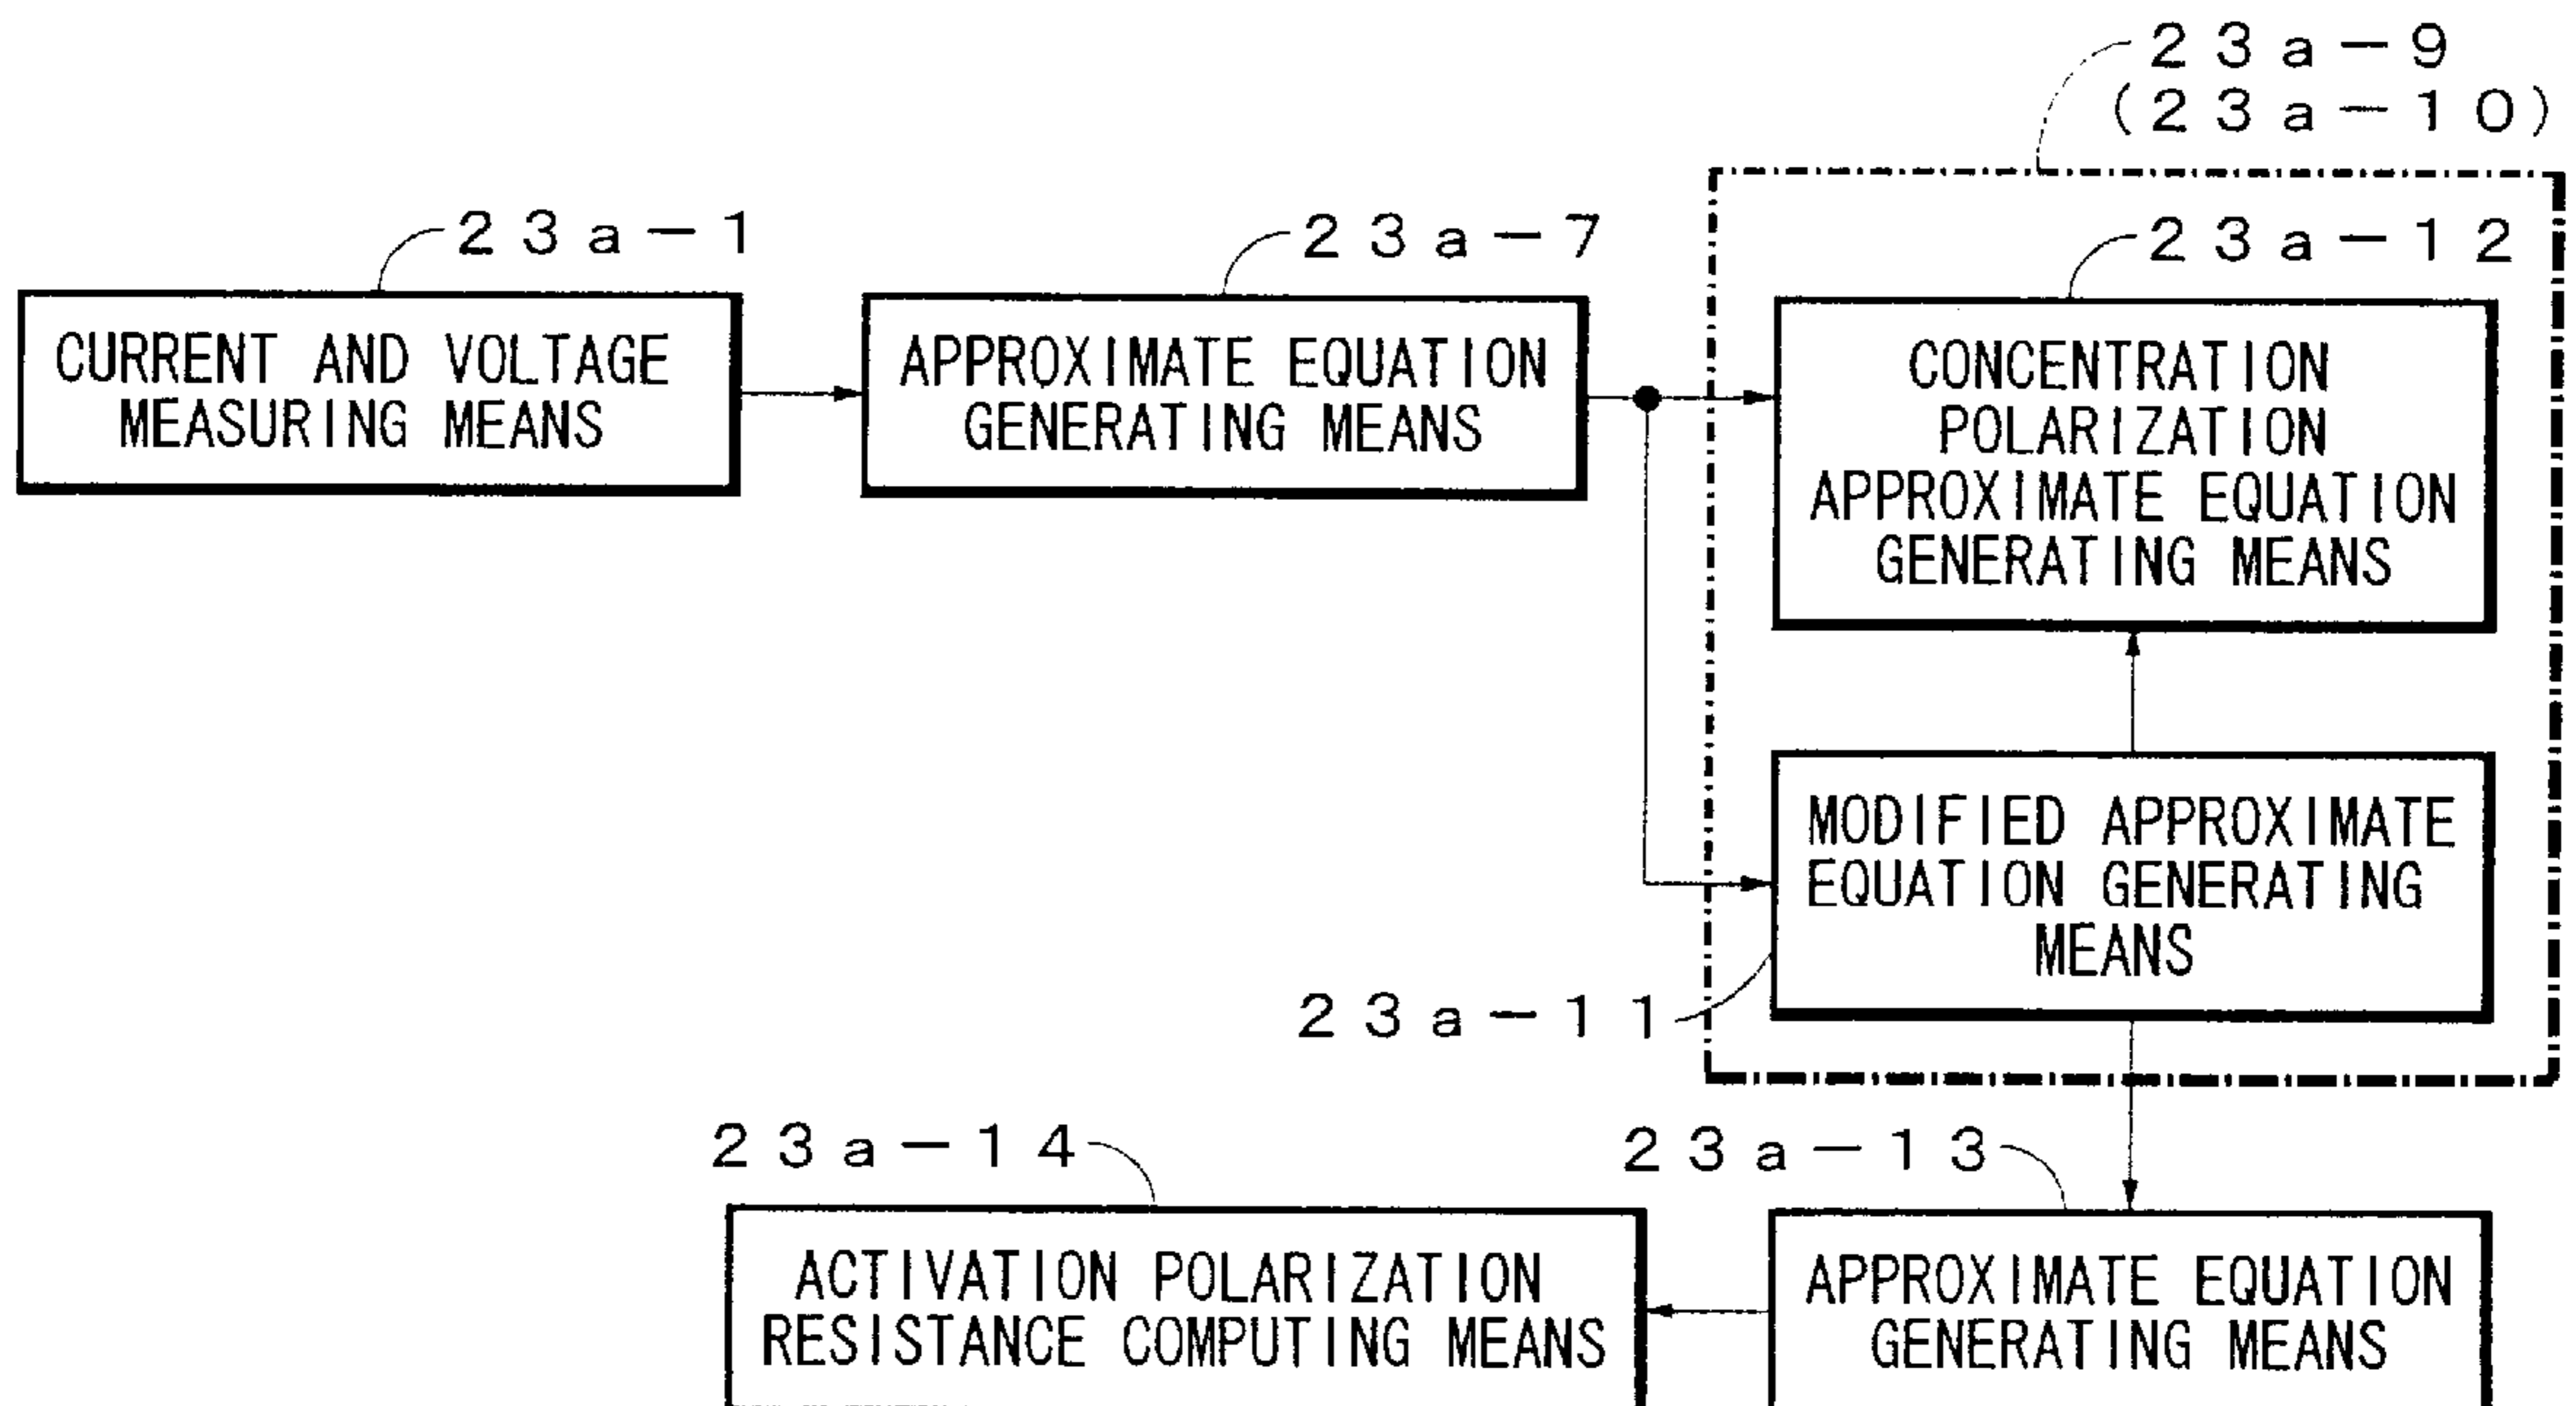 23a-9
(23a-10)
23a-1
23a-7
23a-12
CURRENT AND VOLTAGE
MEASURING MEANS
APPROXIMATE EQUATION
GENERATING MEANS
CONCENTRATION
POLARIZATION
APPROXIMATE EQUATION
GENERATING MEANS
MODIFIED APPROXIMATE
EQUATION GENERATING
MEANS
23a-11
23a-14
23a-13
ACTIVATION POLARIZATION
RESISTANCE COMPUTING MEANS
APPROXIMATE EQUATION
GENERATING MEANS